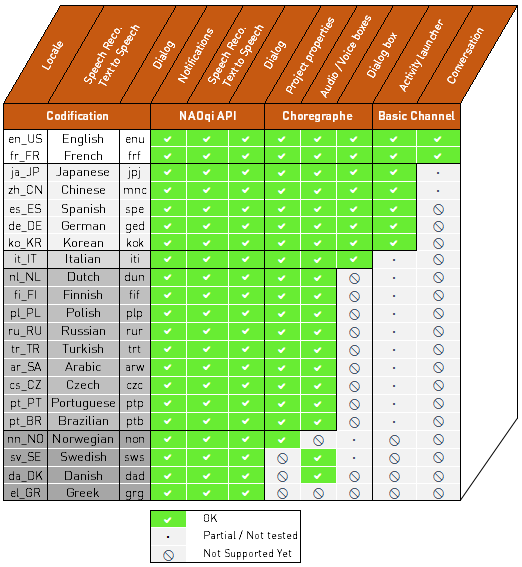 Locale
Speech Reco.
Text to Speech
Dialog
Notifications
Speech Reco.
Text to Speech
Dialog
Project properties
Audio / Voice boxes
Dialog box
Activity launcher
Conversation
Codification NAOqi API Choregraphe Basic Channel
en_US English enu
fr_FR French frf
ja_JP Japanese jpj
zh_CN Chinese mnc
es_ES Spanish spe
de_DE German ged
ko_KR Korean kok
it_IT Italian iti
nl_NL Dutch dun
fi_FI Finnish fif
pl_PL Polish plp
ru_RU Russian rur
tr_TR Turkish trt
ar_SA Arabic arw
cs_CZ Czech czc
pt_PT Portuguese ptp
pt_BR Brazilian ptb
nn_NO Norwegian non
sv_SE Swedish sws
da_DK Danish dad
el_GR Greek grg
OK
Partial / Not tested
Not Supported Yet